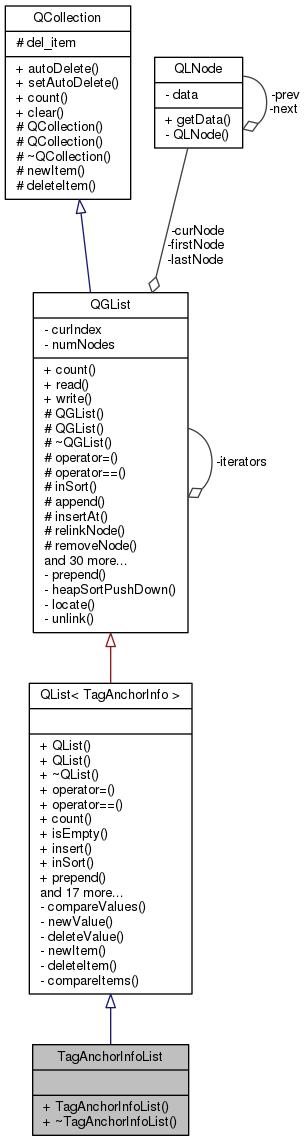 QCollection
# del_item
+ autoDelete()
+ setAutoDelete()
+ count()
+ clear()
# QCollection()
# QCollection()
# ~QCollection()
# newItem()
# deleteItem()
QLNode
- data
+ getData()
- QLNode()
-prev
-next
-curNode
-firstNode
-lastNode
QGList
- curIndex
- numNodes
+ count()
+ read()
+ write()
# QGList()
# QGList()
# ~QGList()
# operator=()
# operator==()
# inSort()
# append()
# insertAt()
# relinkNode()
# removeNode()
and 30 more...
- prepend()
- heapSortPushDown()
- locate()
- unlink()
-iterators
QList< TagAnchorInfo >
+ QList()
+ QList()
+ ~QList()
+ operator=()
+ operator==()
+ count()
+ isEmpty()
+ insert()
+ inSort()
+ prepend()
and 17 more...
- compareValues()
- newValue()
- deleteValue()
- newItem()
- deleteItem()
- compareItems()
TagAnchorInfoList
+ TagAnchorInfoList()
+ ~TagAnchorInfoList()